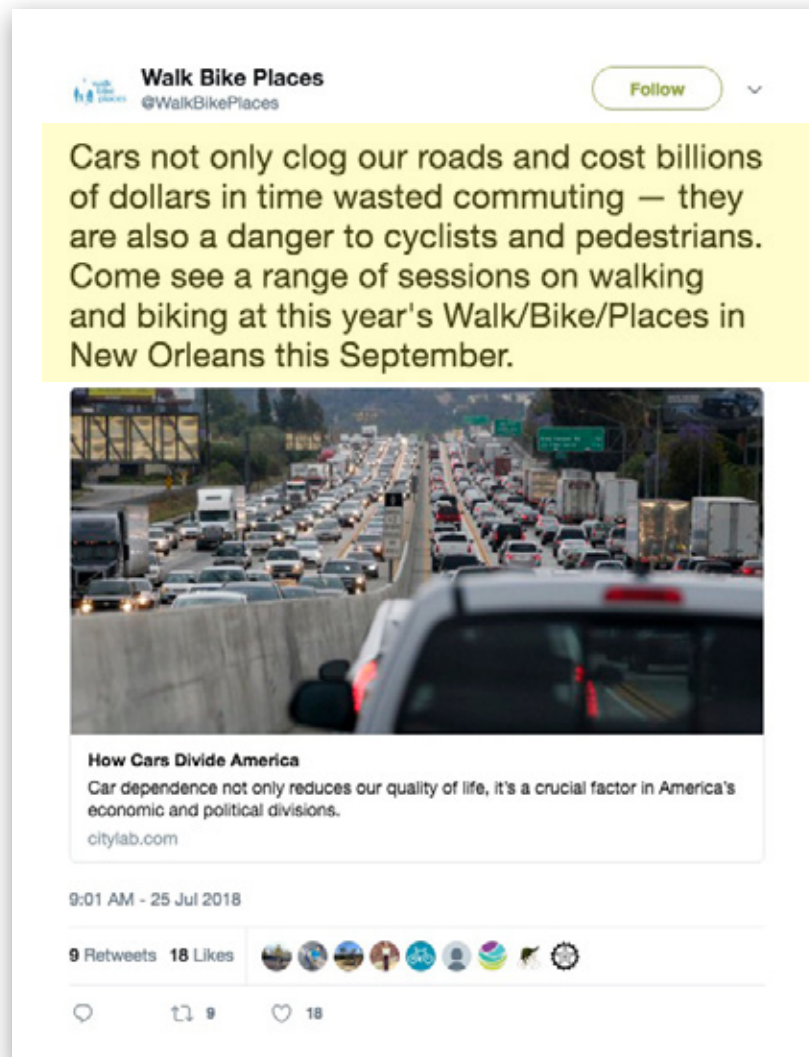 Walk Bike Places
@WalkBikePlaces
Follow
Cars not only clog our roads and cost billions
of dollars in time wasted commuting — they
are also a danger to cyclists and pedestrians.
Come see a range of sessions on walking
and biking at this year's Walk/Bike/Places in
New Orleans this September.
How Cars Divide America
Car dependence not only reduces our quality of life, it's a crucial factor in America's
economic and political divisions.
citylab.com
9:01 AM - 25 Jul 2018
9 Retweets 18 Likes
9 18